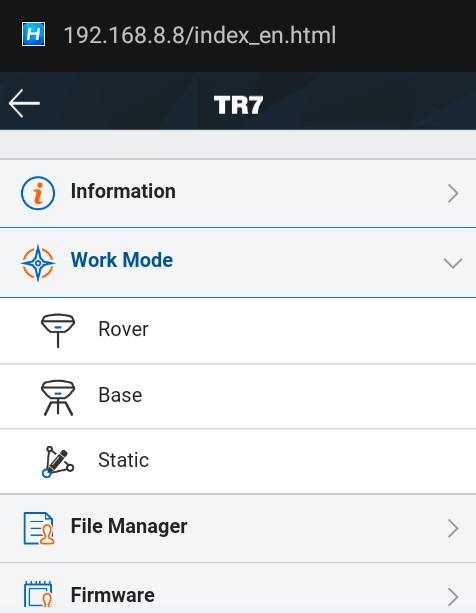 H 192.168.8.8/index_en.html
TR7
Information
Work Mode
Rover
Base
Static
File Manager
Firmware